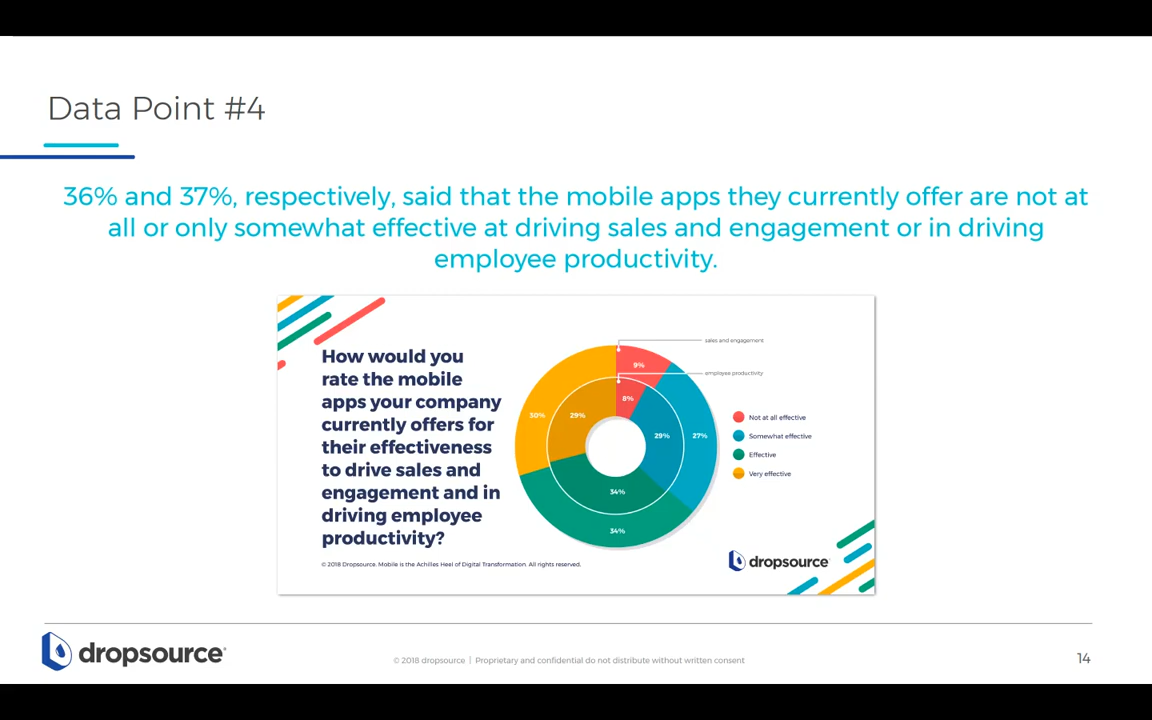 Data Point #4
36% and 37%, respectively, said that the mobile apps they currently offer are not at
all or only somewhat effective at driving sales and engagement or in driving
employee productivity.
How would you
rate the mobile
apps your company
currently offers for
their effectiveness
to drive sales and
engagement and in
driving employee
productivity?
sales and engagement
9%
employee productivity
8%
30%
29%
29%
27%
34%
34%
Not at all effective
Somewhat effective
Effective
Very effective
© 2018 Dropsource. Mobile is the Achilles Heel of Digital Transformation. All rights reserved.
dropsource
dropsource®
© 2018 dropsource | Proprietary and confidential do not distribute without written consent
14